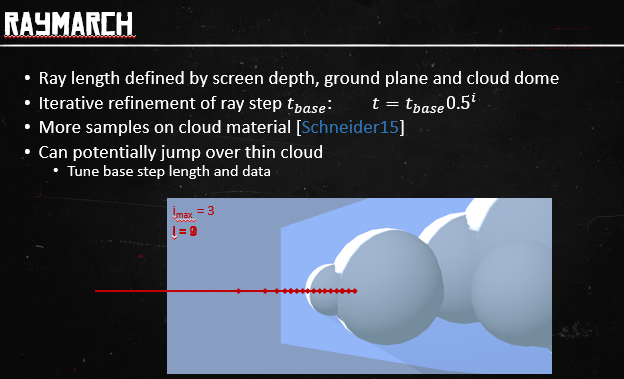 RAYMARCH
• Ray length defined by screen depth, ground plane and cloud dome
• Iterative refinement of ray step t_base: t = t_base 0.5^i
• More samples on cloud material [Schneider15]
• Can potentially jump over thin cloud
• Tune base step length and data
i_max = 3